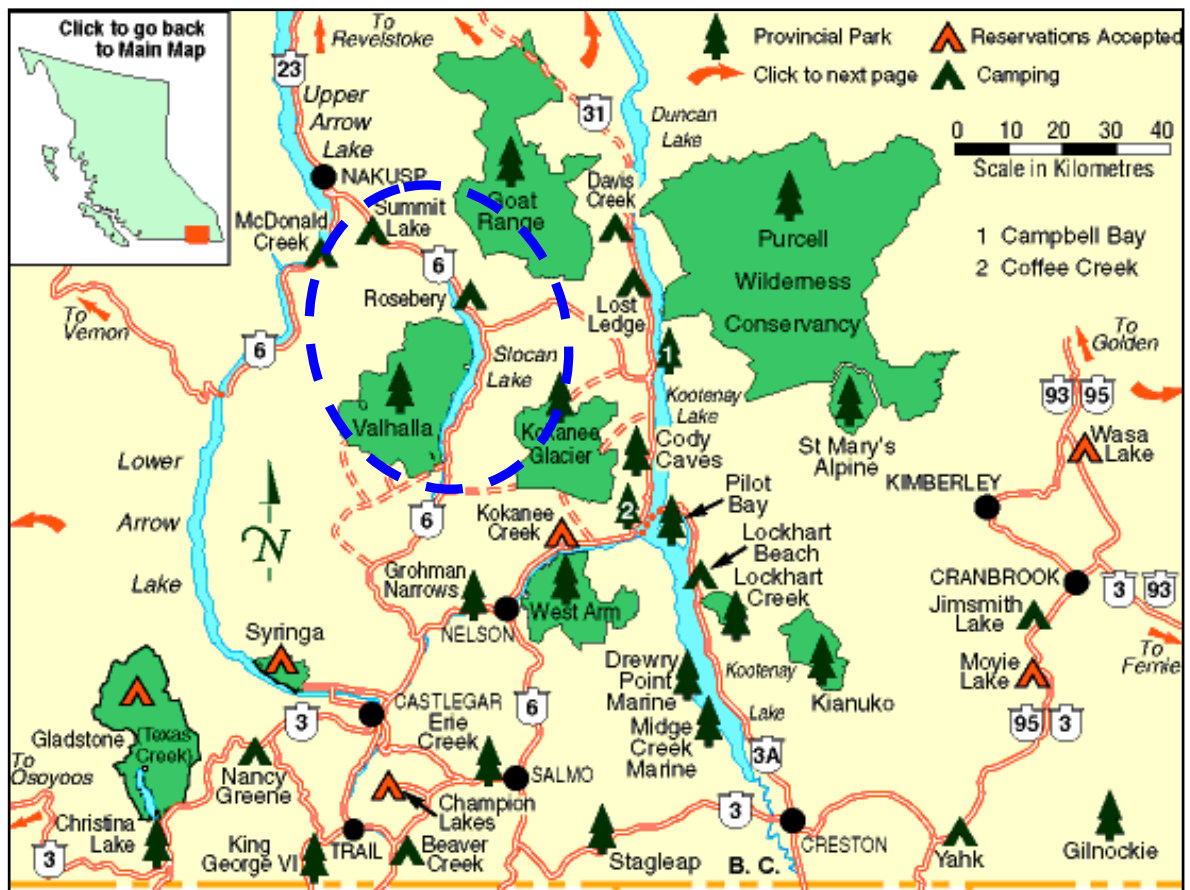 Click to go back
to Main Map
To
Revelstoke
Provincial Park
Reservations Accepted
Click to next page
Camping
23
Upper
Arrow
Lake
31
Duncan
Lake
0 10 20 30 40
Scale in Kilometres
NAKUSP
Goat
Range
Davis
Creek
McDonald
Creek
Summit
Lake
Purcell
Wilderness
Conservancy
1 Campbell Bay
2 Coffee Creek
6
Rosebery
Lost
Ledge
To
Vernon
6
Slocan
Lake
1
Kootenay
Lake
To
Golden
93 95
Valhalla
Kokanee
Glacier
Cody
Caves
St Mary's
Alpine
Wasa
Lake
Lower
Arrow
Lake
N
6
Kokanee
Creek
2
Pilot
Bay
KIMBERLEY
Lockhart
Beach
Lockhart
Creek
Grohman
Narrows
West Arm
NELSON
CRANBROOK
3 93
Jimsmith
Lake
To
Fernie
Syringa
Drewry
Point
Marine
Kootenay
Lake
Kianuko
Moyie
Lake
95 3
CASTLEGAR
3
Erie
Creek
6
Midge
Creek
Marine
3A
Gladstone
(Texas
Creek)
To
Osoyoos
Nancy
Greene
SALMO
Champion
Lakes
3
Christina
Lake
3
King
George VI
TRAIL
Beaver
Creek
Stagleap
B. C.
CRESTON
Yahk
Gilnockie